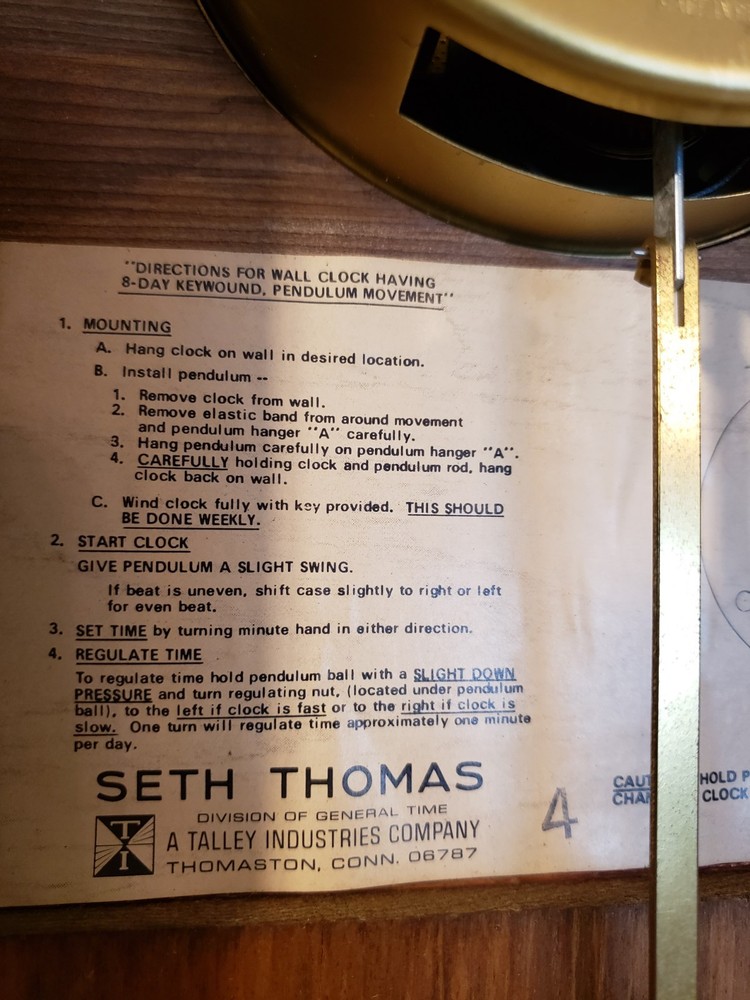 "DIRECTIONS FOR WALL CLOCK HAVING
8-DAY KEYWOUND, PENDULUM MOVEMENT"
1. MOUNTING
A. Hang clock on wall in desired location.
B. Install pendulum --
1. Remove clock from wall.
2. Remove elastic band from around movement
and pendulum hanger "A" carefully.
3. Hang pendulum carefully on pendulum hanger "A".
4. CAREFULLY holding clock and pendulum rod, hang
clock back on wall.
C. Wind clock fully with key provided. THIS SHOULD
BE DONE WEEKLY.
2. START CLOCK
GIVE PENDULUM A SLIGHT SWING.
If beat is uneven, shift case slightly to right or left
for even beat.
3. SET TIME by turning minute hand in either direction.
4. REGULATE TIME
To regulate time hold pendulum ball with a SLIGHT DOWN
PRESSURE and turn regulating nut, (located under pendulum
ball), to the left if clock is fast or to the right if clock is
slow. One turn will regulate time approximately one minute
per day.
SETH THOMAS
DIVISION OF GENERAL TIME
TI A TALLEY INDUSTRIES COMPANY
THOMASTON, CONN. 06787
4
HOLD
CLOCK